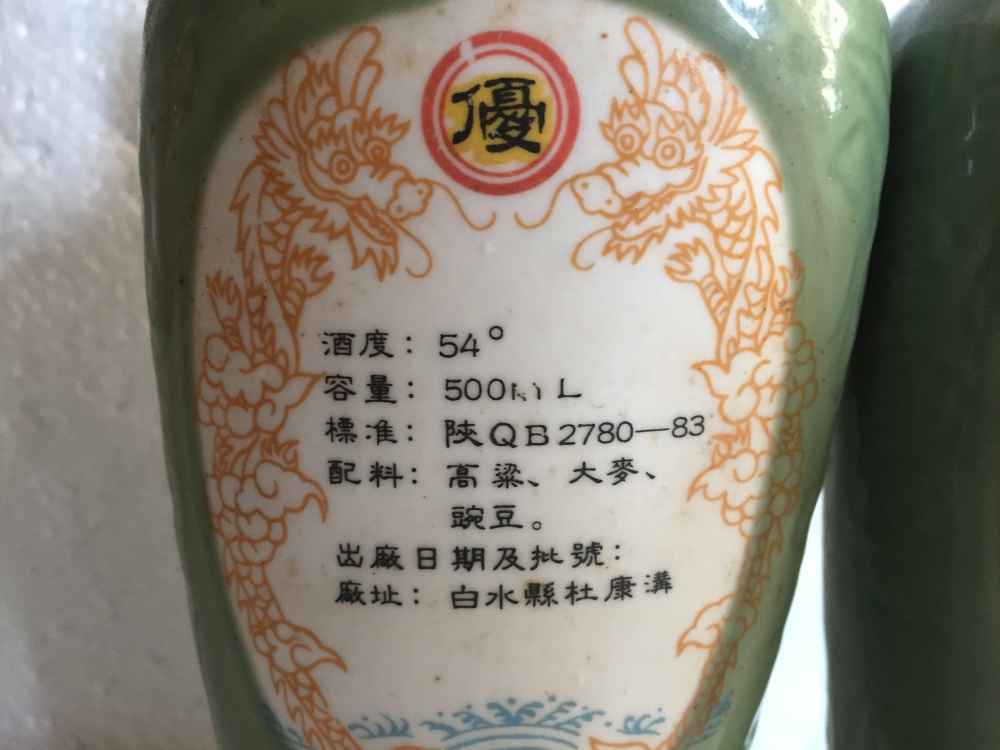 優
酒度：54°
容量：500ml
標準：陝QB2780—83
配料：高粱、大麥、
豌豆。
出廠日期及批號：
廠址：白水縣杜康溝